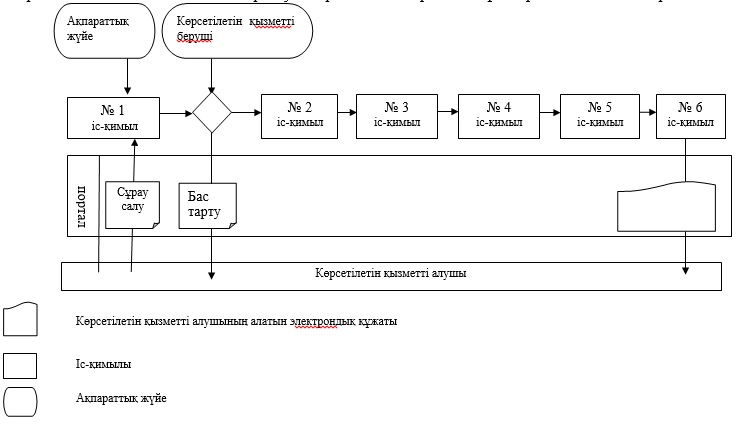 Ақпараттық
жүйе
Көрсетілетін қызметті
беруші
№ 1
іс-қимыл
№ 2
іс-қимыл
№ 3
іс-қимыл
№ 4
іс-қимыл
№ 5
іс-қимыл
№ 6
іс-қимыл
портал
Сұрау
салу
Бас
тарту
Көрсетілетін қызметті алушы
Көрсетілетін қызметті алушының алатын электрондық құжаты
Іс-қимылы
Ақпараттық жүйе